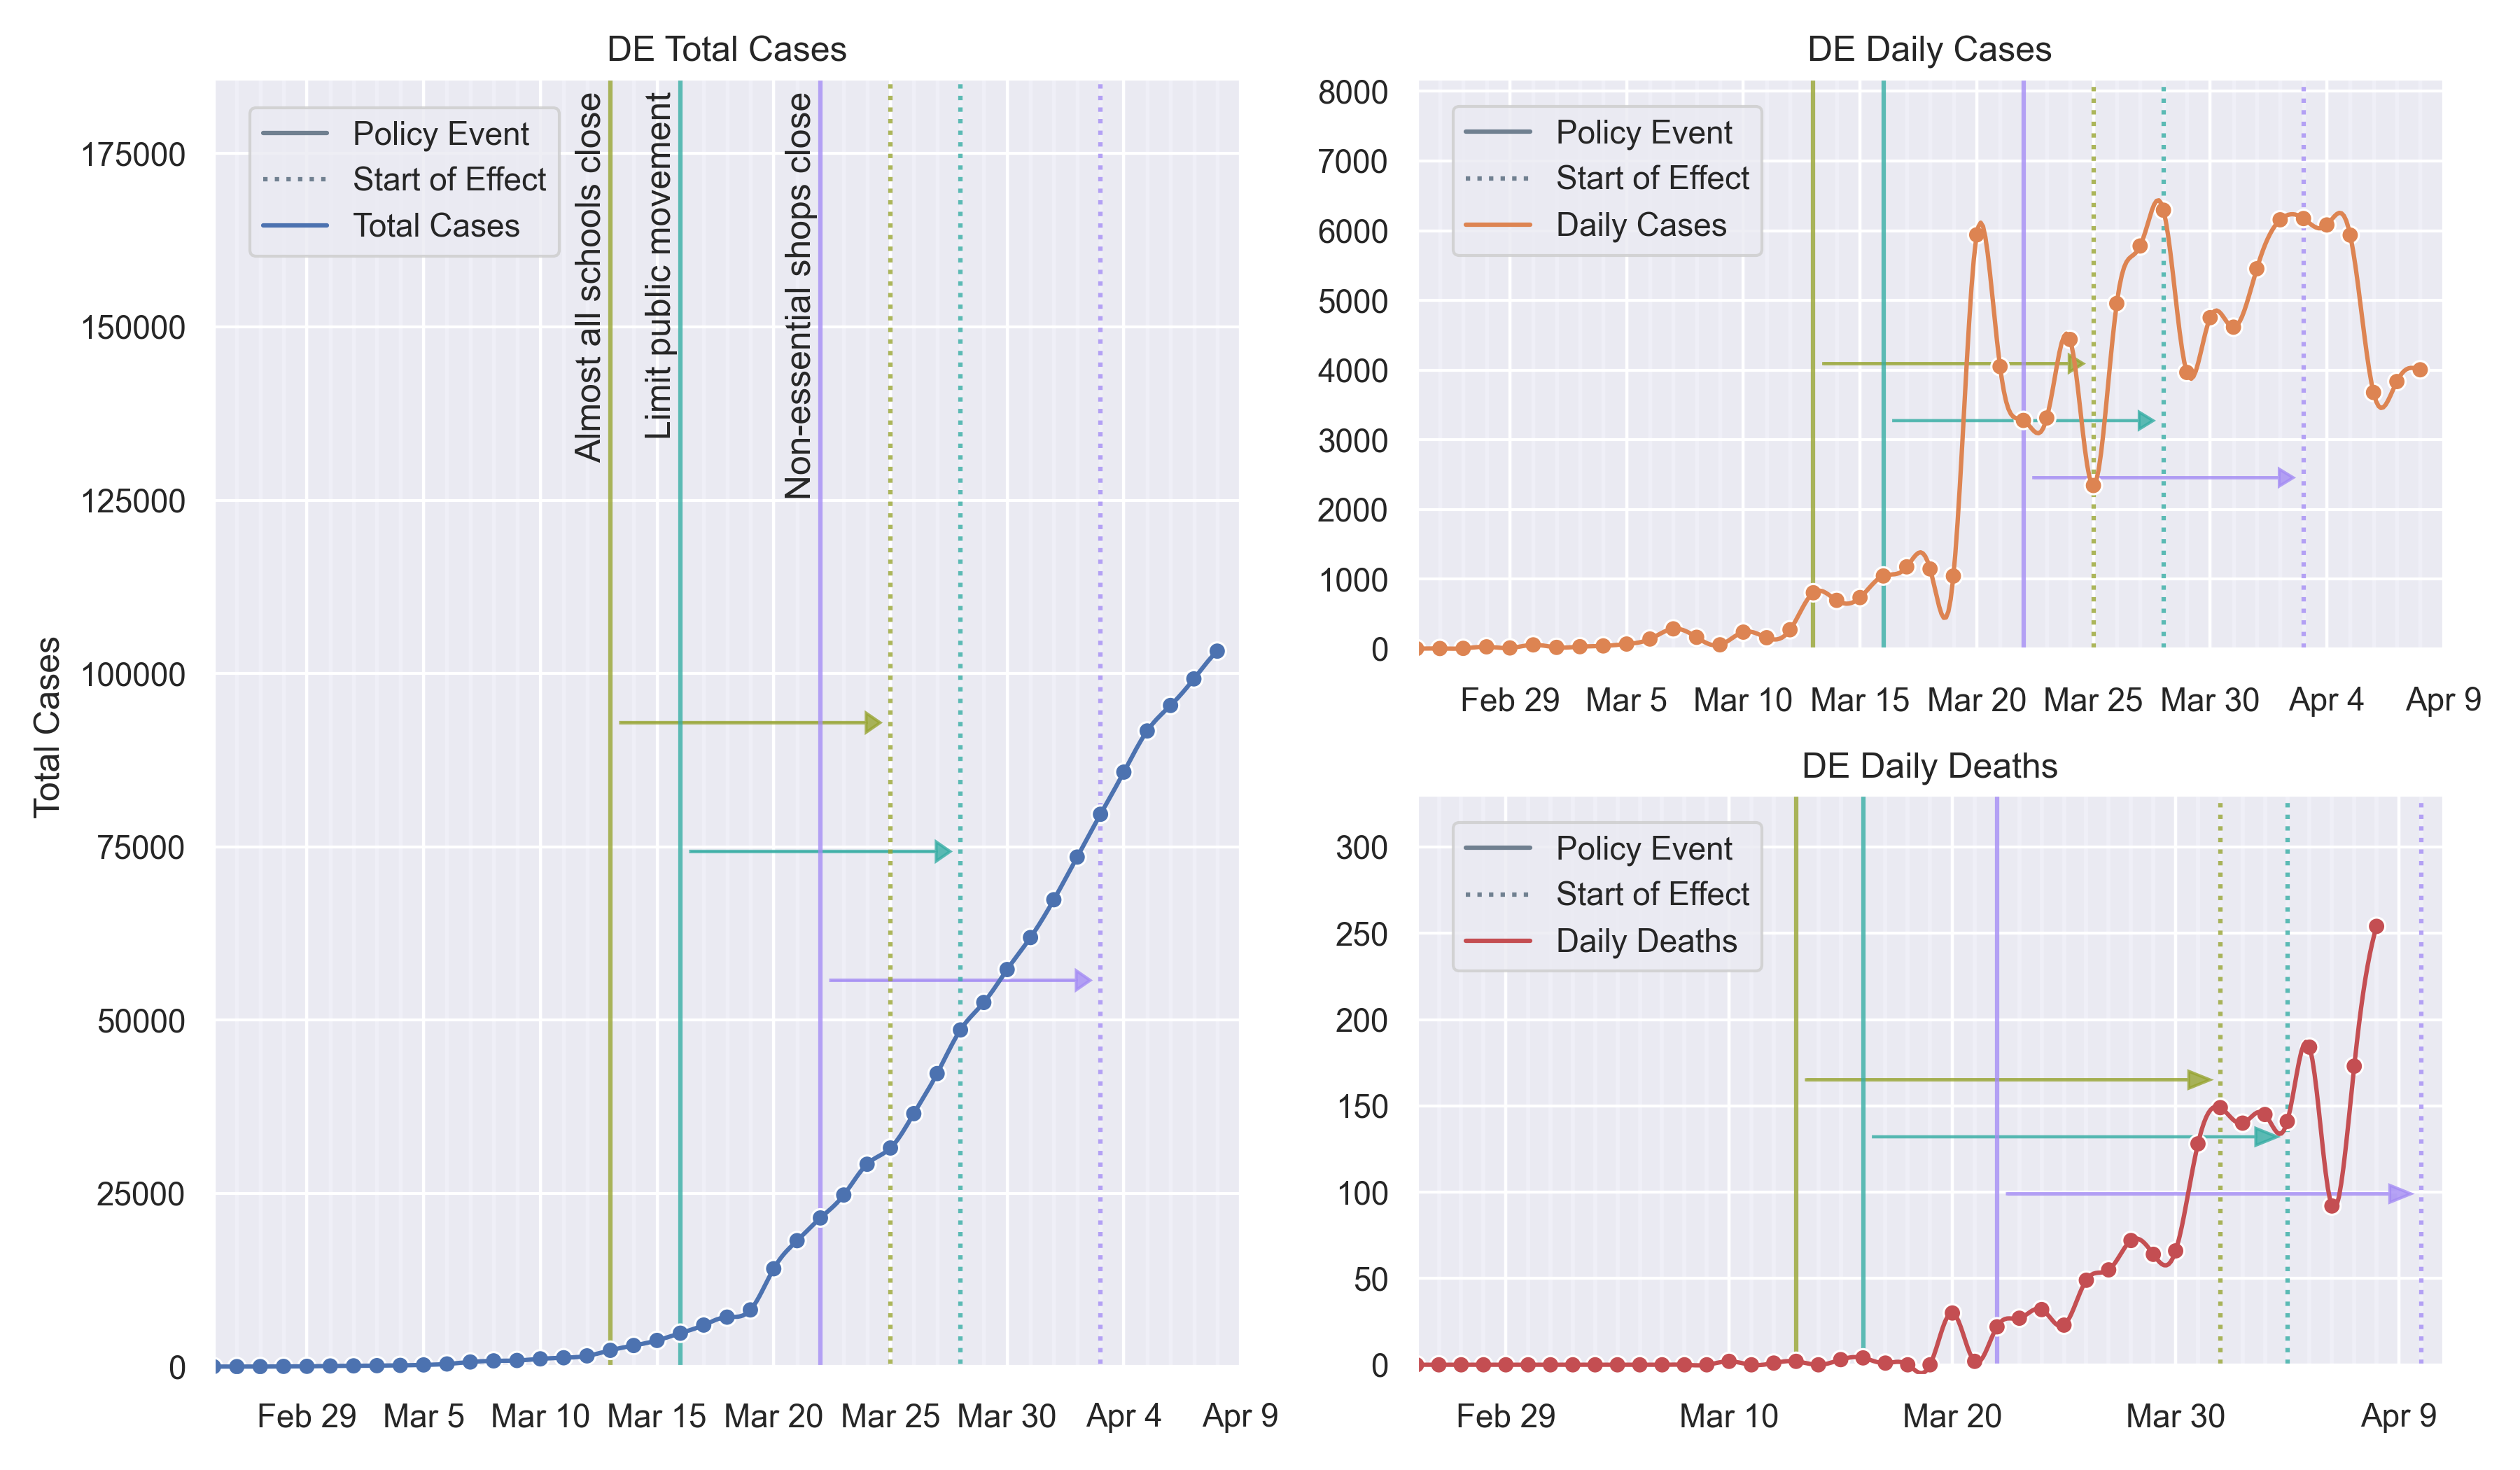 DE Total Cases
Policy Event
Start of Effect
Total Cases
Almost all schools close
Limit public movement
Non-essential shops close
Total Cases
175000
150000
125000
100000
75000
50000
25000
0
Feb 29
Mar 5
Mar 10
Mar 15
Mar 20
Mar 25
Mar 30
Apr 4
Apr 9
DE Daily Cases
Policy Event
Start of Effect
Daily Cases
8000
7000
6000
5000
4000
3000
2000
1000
0
Feb 29
Mar 5
Mar 10
Mar 15
Mar 20
Mar 25
Mar 30
Apr 4
Apr 9
DE Daily Deaths
Policy Event
Start of Effect
Daily Deaths
300
250
200
150
100
50
0
Feb 29
Mar 10
Mar 20
Mar 30
Apr 9